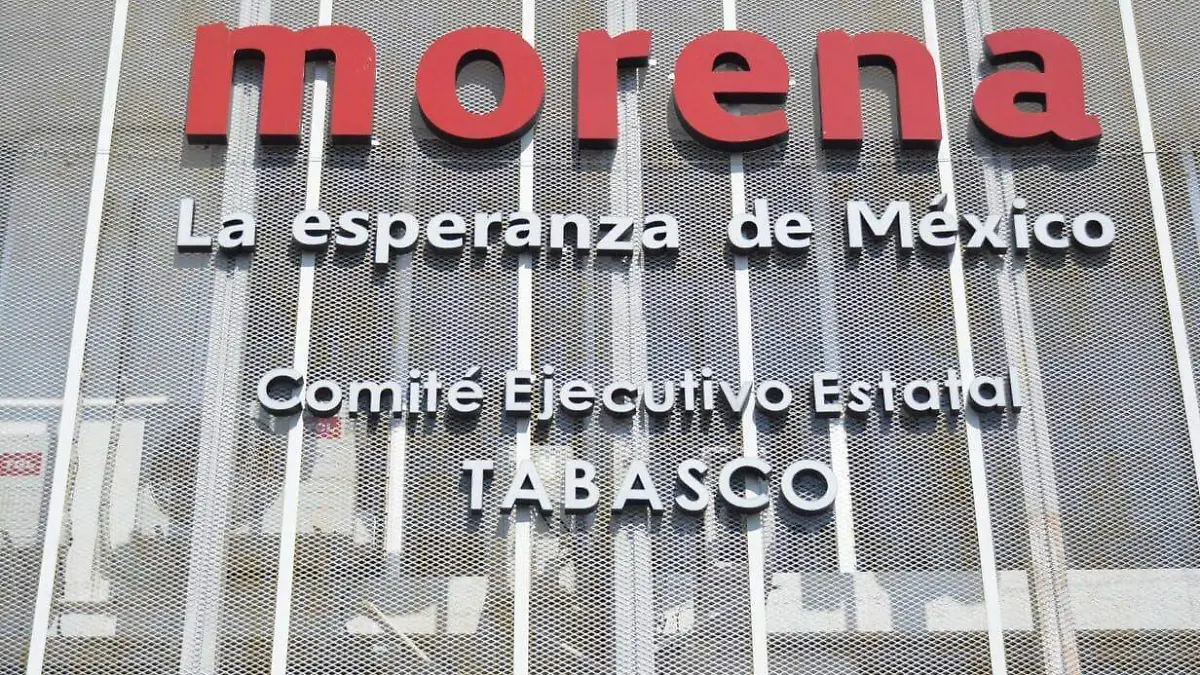 morena
La esperanza de México
Comité Ejecutivo Estatal
TABASCO